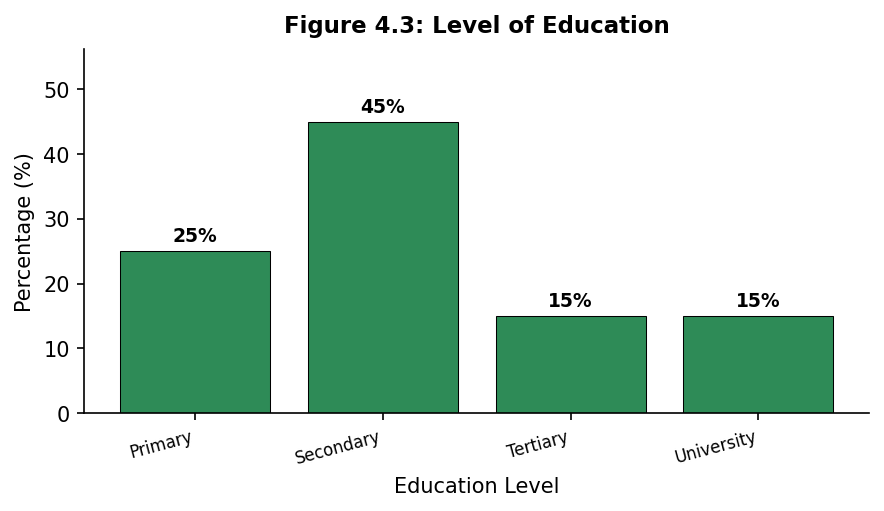 Figure 4.3: Level of Education
Percentage (%)
50
40
30
20
10
0
25%
45%
15%
15%
Primary
Secondary
Tertiary
University
Education Level